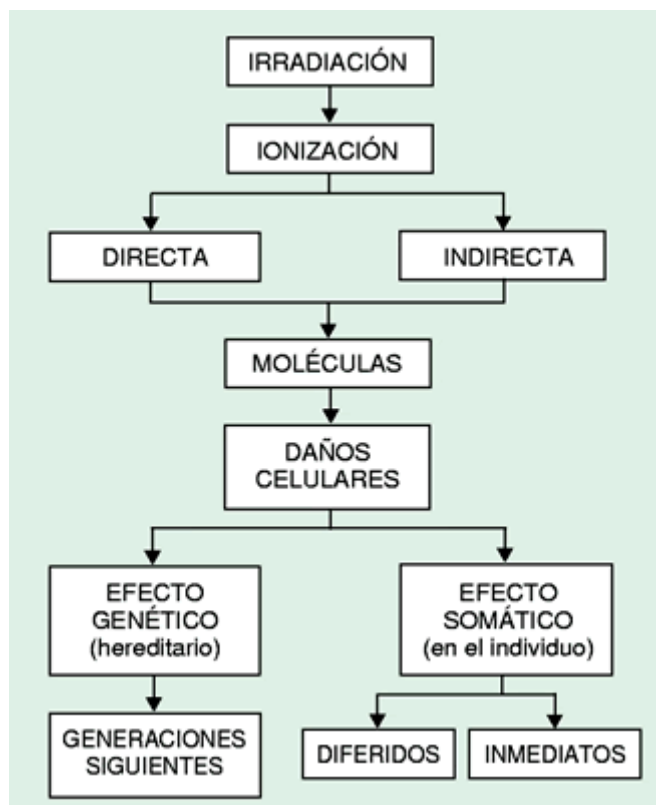 IRRADIACIÓN
IONIZACIÓN
DIRECTA
INDIRECTA
MOLÉCULAS
DAÑOS
CELULARES
EFECTO
GENÉTICO
(hereditario)
EFECTO
SOMÁTICO
(en el individuo)
GENERACIONES
SIGUIENTES
DIFERIDOS
INMEDIATOS